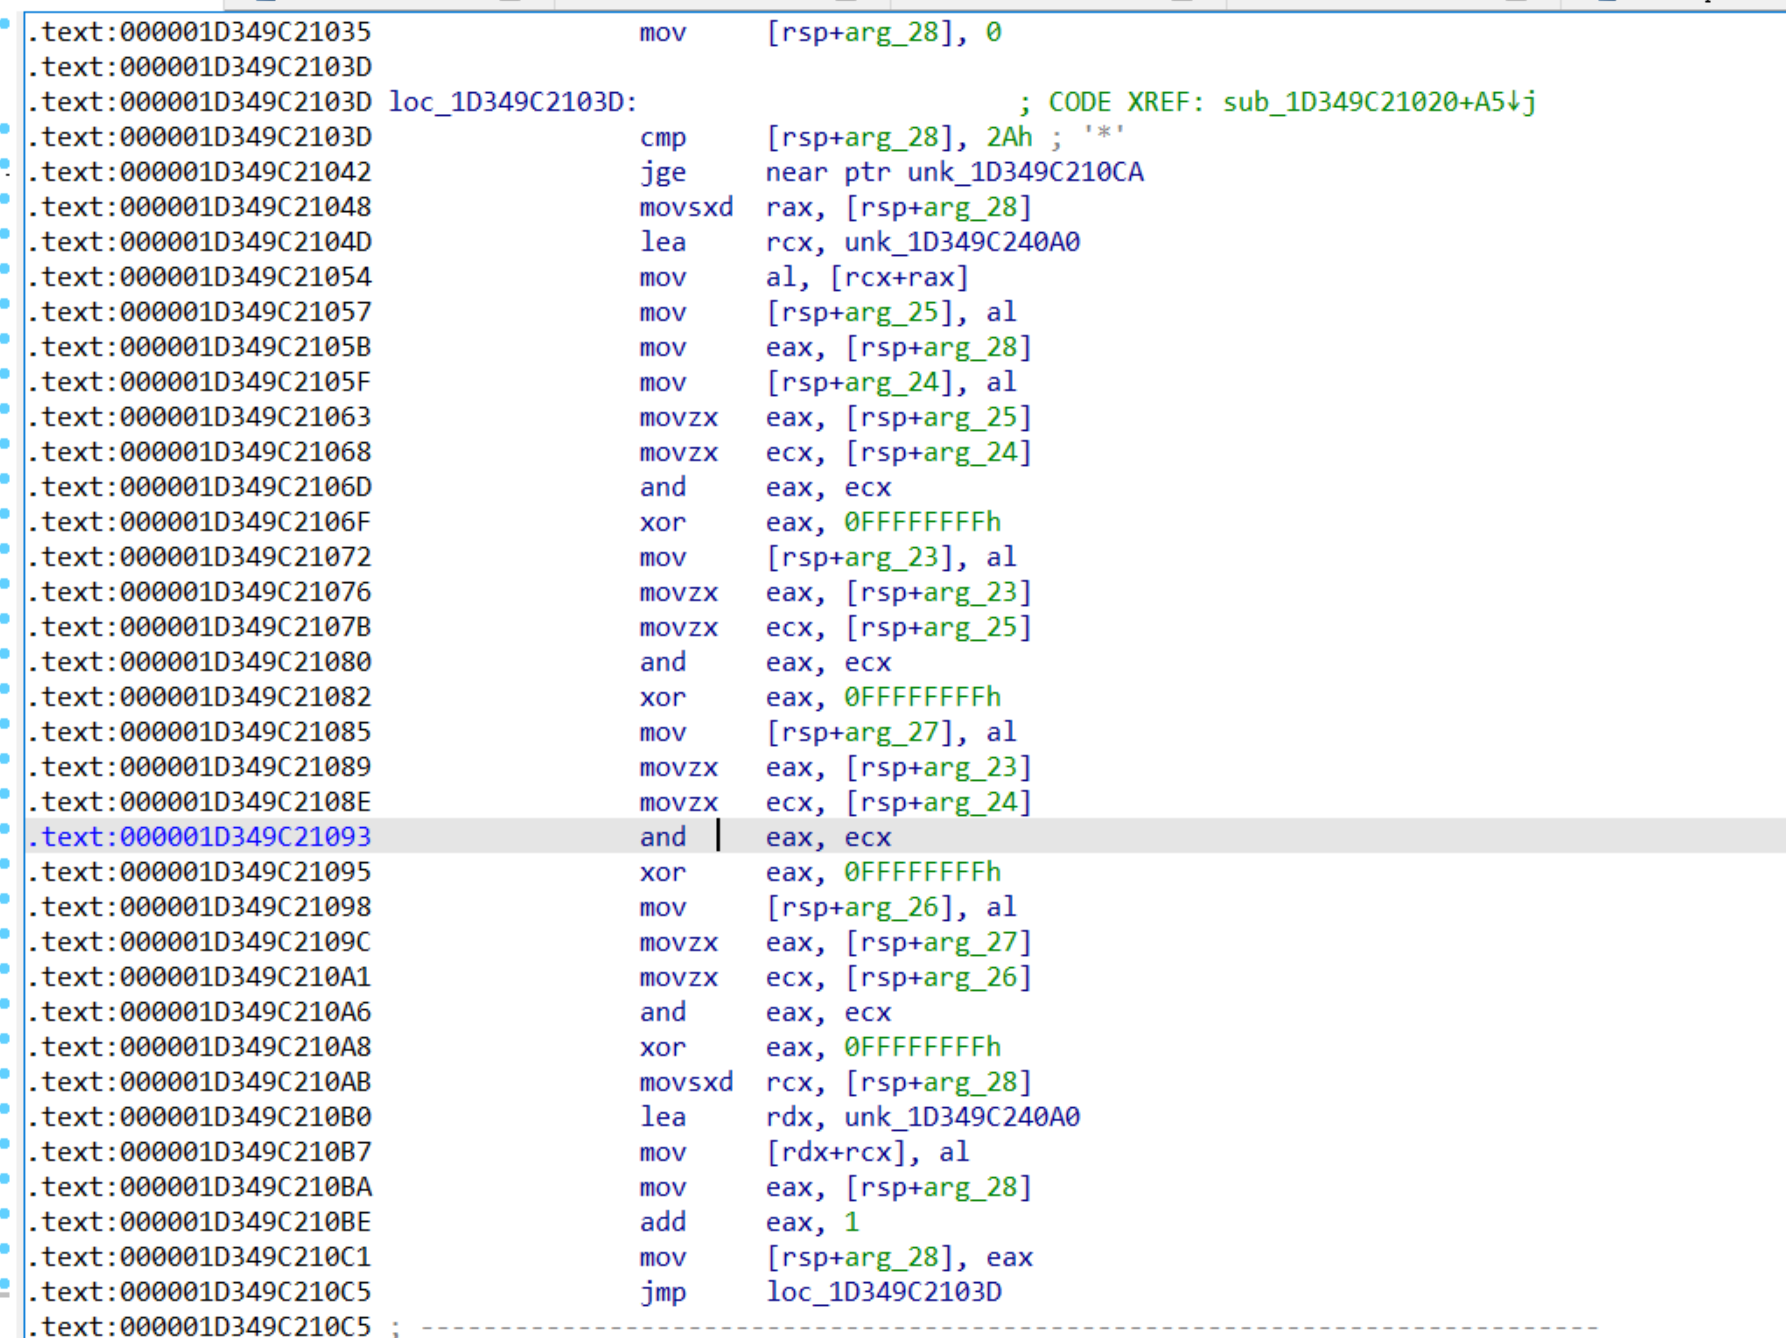 .text:000001D349C21035 mov [rsp+arg_28], 0
.text:000001D349C2103D
.text:000001D349C2103D loc_1D349C2103D: ; CODE XREF: sub_1D349C21020+A5↓j
.text:000001D349C2103D cmp [rsp+arg_28], 2Ah ; '*'
.text:000001D349C21042 jge near ptr unk_1D349C210CA
.text:000001D349C21048 movsxd rax, [rsp+arg_28]
.text:000001D349C2104D lea rcx, unk_1D349C240A0
.text:000001D349C21054 mov al, [rcx+rax]
.text:000001D349C21057 mov [rsp+arg_25], al
.text:000001D349C2105B mov eax, [rsp+arg_28]
.text:000001D349C2105F mov [rsp+arg_24], al
.text:000001D349C21063 movzx eax, [rsp+arg_25]
.text:000001D349C21068 movzx ecx, [rsp+arg_24]
.text:000001D349C2106D and eax, ecx
.text:000001D349C2106F xor eax, 0FFFFFFFFh
.text:000001D349C21072 mov [rsp+arg_23], al
.text:000001D349C21076 movzx eax, [rsp+arg_23]
.text:000001D349C2107B movzx ecx, [rsp+arg_25]
.text:000001D349C21080 and eax, ecx
.text:000001D349C21082 xor eax, 0FFFFFFFFh
.text:000001D349C21085 mov [rsp+arg_27], al
.text:000001D349C21089 movzx eax, [rsp+arg_23]
.text:000001D349C2108E movzx ecx, [rsp+arg_24]
.text:000001D349C21093 and eax, ecx
.text:000001D349C21095 xor eax, 0FFFFFFFFh
.text:000001D349C21098 mov [rsp+arg_26], al
.text:000001D349C2109C movzx eax, [rsp+arg_27]
.text:000001D349C210A1 movzx ecx, [rsp+arg_26]
.text:000001D349C210A6 and eax, ecx
.text:000001D349C210A8 xor eax, 0FFFFFFFFh
.text:000001D349C210AB movsxd rcx, [rsp+arg_28]
.text:000001D349C210B0 lea rdx, unk_1D349C240A0
.text:000001D349C210B7 mov [rdx+rcx], al
.text:000001D349C210BA mov eax, [rsp+arg_28]
.text:000001D349C210BE add eax, 1
.text:000001D349C210C1 mov [rsp+arg_28], eax
.text:000001D349C210C5 jmp loc_1D349C2103D
.text:000001D349C210C5 ; ---------------------------------------------------------------------------